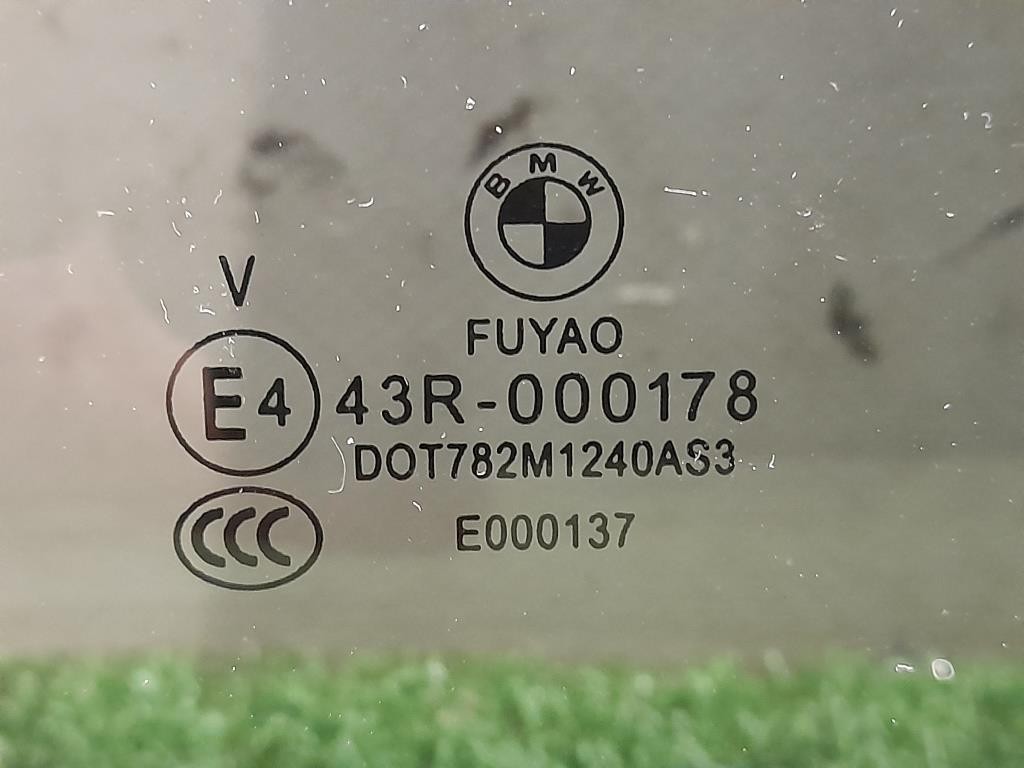 BMW
FUYAO
V
E4 43R-000178
DOT782M1240AS3
CCC E000137